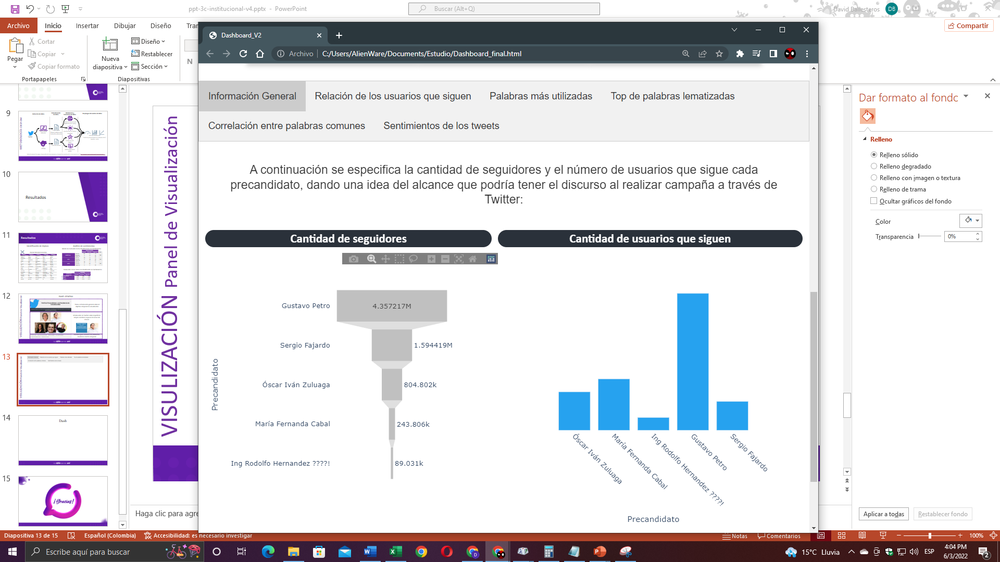 ppt-3c-institucional-v4.pptx - PowerPoint
Buscar (Alt+Q)
David Ballesteros
DB
Archivo
Inicio
Insertar
Dibujar
Diseño
Tra
Compartir
Pegar
Cortar
Copiar
Copiar formato
Portapapeles
Nueva
diapositiva
Diseño
Restablecer
Sección
Diapositivas
N
Dashboard_V2
Archivo
C:/Users/AlienWare/Documents/Estudio/Dashboard_final.html
Información General
Relación de los usuarios que siguen
Palabras más utilizadas
Top de palabras lematizadas
Correlación entre palabras comunes
Sentimientos de los tweets
A continuación se especifica la cantidad de seguidores y el número de usuarios que sigue cada
precandidato, dando una idea del alcance que podría tener el discurso al realizar campaña a través de
Twitter:
Cantidad de seguidores
Cantidad de usuarios que siguen
Precandidato
Gustavo Petro
4.357217M
Sergio Fajardo
1.594419M
Óscar Iván Zuluaga
804.802k
María Fernanda Cabal
243.806k
Ing Rodolfo Hernandez ????!
89.031k
Óscar Iván Zuluaga
María Fernanda Cabal
Ing Rodolfo Hernandez ????!
Gustavo Petro
Sergio Fajardo
Precandidato
VISULIZACIÓN Panel de Visualización
9
10
Resultados
11
Resultados
12
13
14
Dash
15
¡Gracias!
Haga clic para agre
Dar formato al fondo
Relleno
Relleno sólido
Relleno degradado
Relleno con imagen o textura
Relleno de trama
Ocultar gráficos del fondo
Color
Transparencia
0%
Aplicar a todas
Restablecer fondo
Diapositiva 13 de 15
Español (Colombia)
Accesibilidad: es necesario investigar
Notas
Comentarios
100%
Escribe aquí para buscar
15°C Lluvia
ESP
4:04 PM
6/3/2022
2